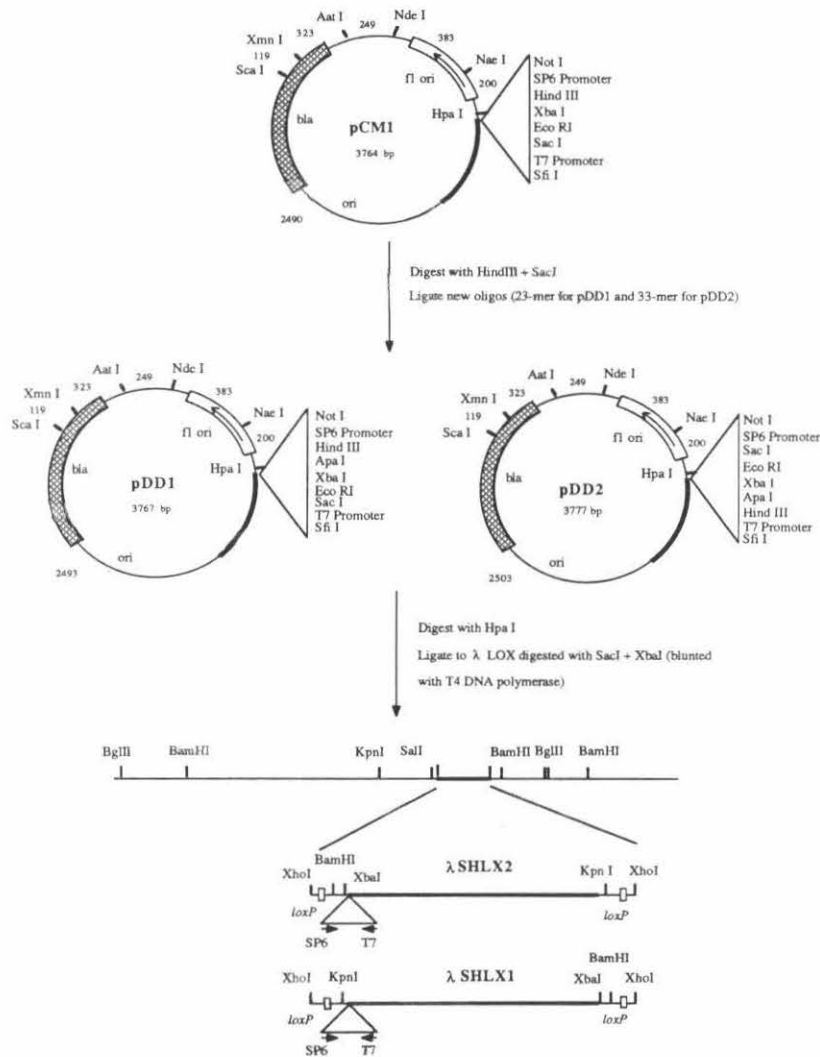 Aat I
249
Nde I
Xmn I
323
383
119
Sca I
Nae I
f1 ori
200
Hpa I
bla
pCM1
3764 bp
ori
2490
Not I
SP6 Promoter
Hind III
Xba I
Eco RI
Sac I
T7 Promoter
Sfi I
Digest with HindIII + SacI
Ligate new oligos (23-mer for pDD1 and 33-mer for pDD2)
Aat I
249
Nde I
Xmn I
323
383
119
Sca I
Nae I
f1 ori
200
Hpa I
bla
pDD1
3767 bp
ori
2493
Not I
SP6 Promoter
Hind III
Apa I
Xba I
Eco RI
Sac I
T7 Promoter
Sfi I
Aat I
249
Nde I
Xmn I
323
383
119
Sca I
Nae I
f1 ori
200
Hpa I
bla
pDD2
3777 bp
ori
2503
Not I
SP6 Promoter
Sac I
Eco RI
Xba I
Apa I
Hind III
T7 Promoter
Sfi I
Digest with Hpa I
Ligate to λ LOX digested with SacI + XbaI (blunted
with T4 DNA polymerase)
BglII BamHI KpnI SalI BamHI BglII BamHI
λ SHLX2
XhoI BamHI XbaI Kpn I XhoI
loxP loxP
SP6 T7
λ SHLX1
XhoI KpnI XbaI BamHI XhoI
loxP loxP
SP6 T7